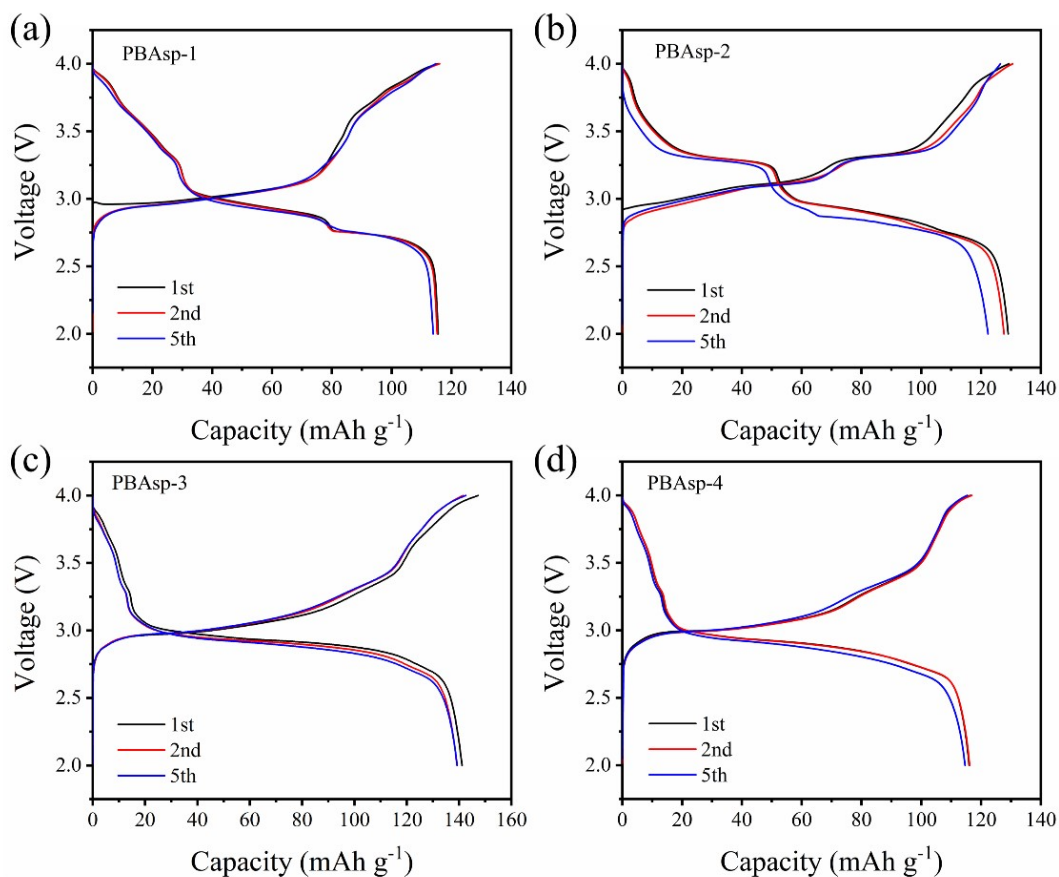 (a)
PBAsp-1
4.0
3.5
3.0
2.5
2.0
Voltage (V)
1st
2nd
5th
0 20 40 60 80 100 120 140
Capacity (mAh g⁻¹)
(b)
PBAsp-2
4.0
3.5
3.0
2.5
2.0
Voltage (V)
1st
2nd
5th
0 20 40 60 80 100 120 140
Capacity (mAh g⁻¹)
(c)
PBAsp-3
4.0
3.5
3.0
2.5
2.0
Voltage (V)
1st
2nd
5th
0 20 40 60 80 100 120 140 160
Capacity (mAh g⁻¹)
(d)
PBAsp-4
4.0
3.5
3.0
2.5
2.0
Voltage (V)
1st
2nd
5th
0 20 40 60 80 100 120 140
Capacity (mAh g⁻¹)